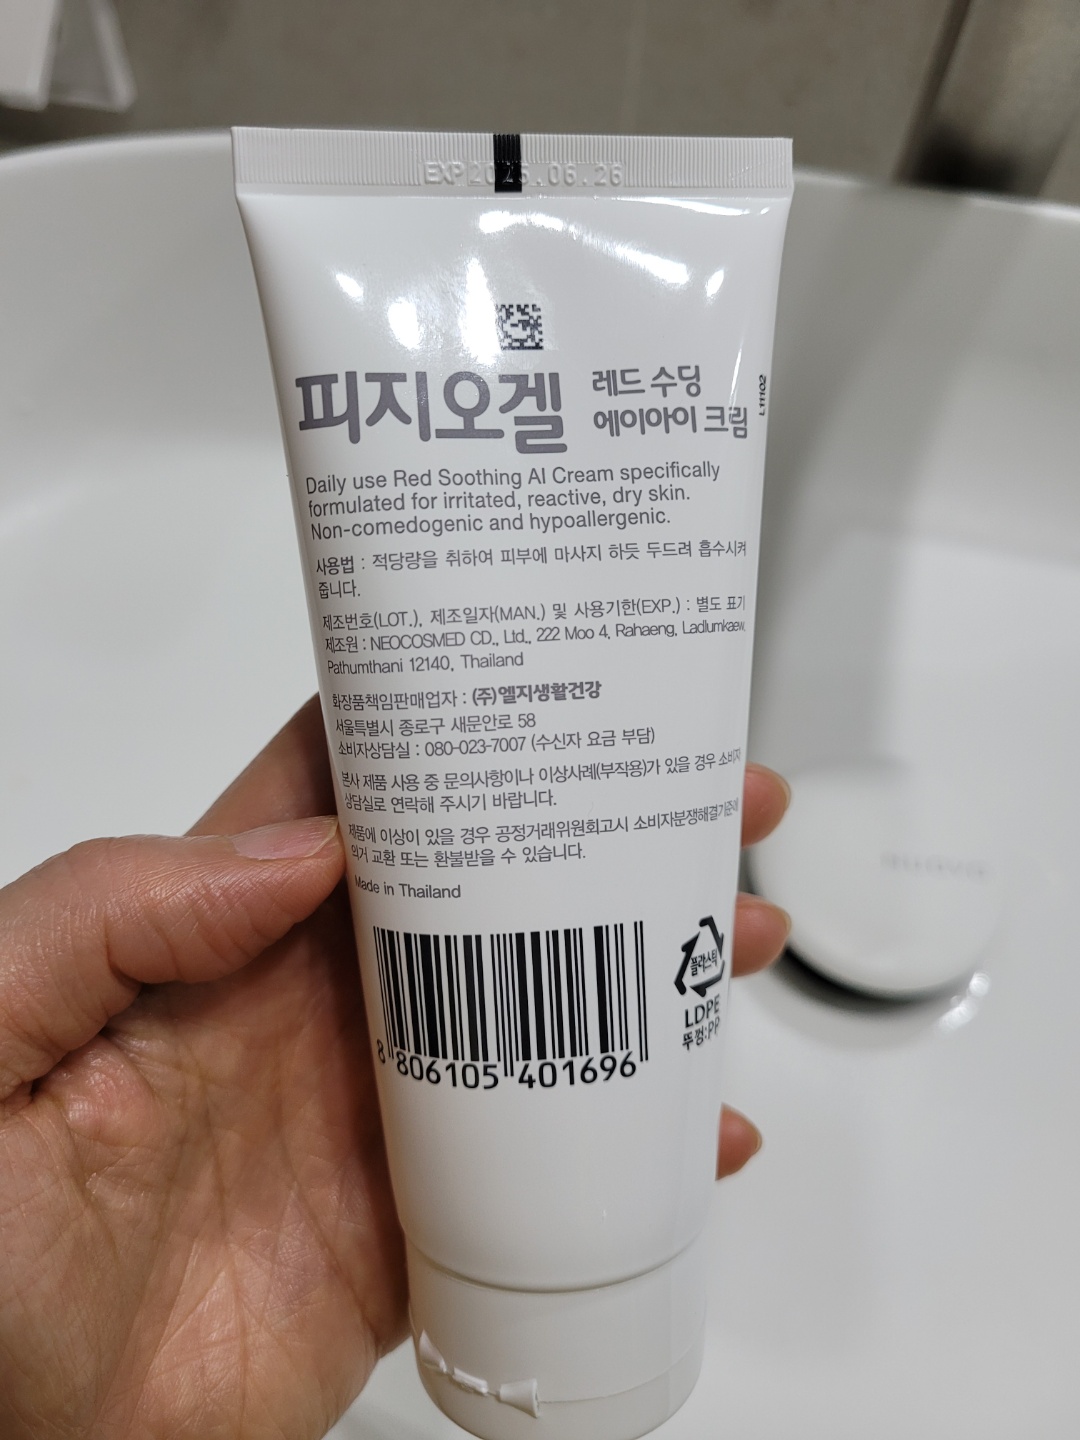 EXP 2025.06.26
피지오겔 레드 수딩
에이아이 크림
L11102
Daily use Red Soothing AI Cream specifically
formulated for irritated, reactive, dry skin.
Non-comedogenic and hypoallergenic.
사용법 : 적당량을 취하여 피부에 마사지 하듯 두드려 흡수시켜
줍니다.
제조번호(LOT.), 제조일자(MAN.) 및 사용기한(EXP.) : 별도 표기
제조원 : NEOCOSMED CD., Ltd., 222 Moo 4, Rahaeng, Ladlumkaew,
Pathumthani 12140, Thailand
화장품책임판매업자 : (주)엘지생활건강
서울특별시 종로구 새문안로 58
소비자상담실 : 080-023-7007 (수신자 요금 부담)
본사 제품 사용 중 문의사항이나 이상사례(부작용)가 있을 경우 소비자
상담실로 연락해 주시기 바랍니다.
제품에 이상이 있을 경우 공정거래위원회고시 소비자분쟁해결기준에
의거 교환 또는 환불받을 수 있습니다.
Made in Thailand
플라스틱
LDPE
뚜껑:PP
8 806105 401696